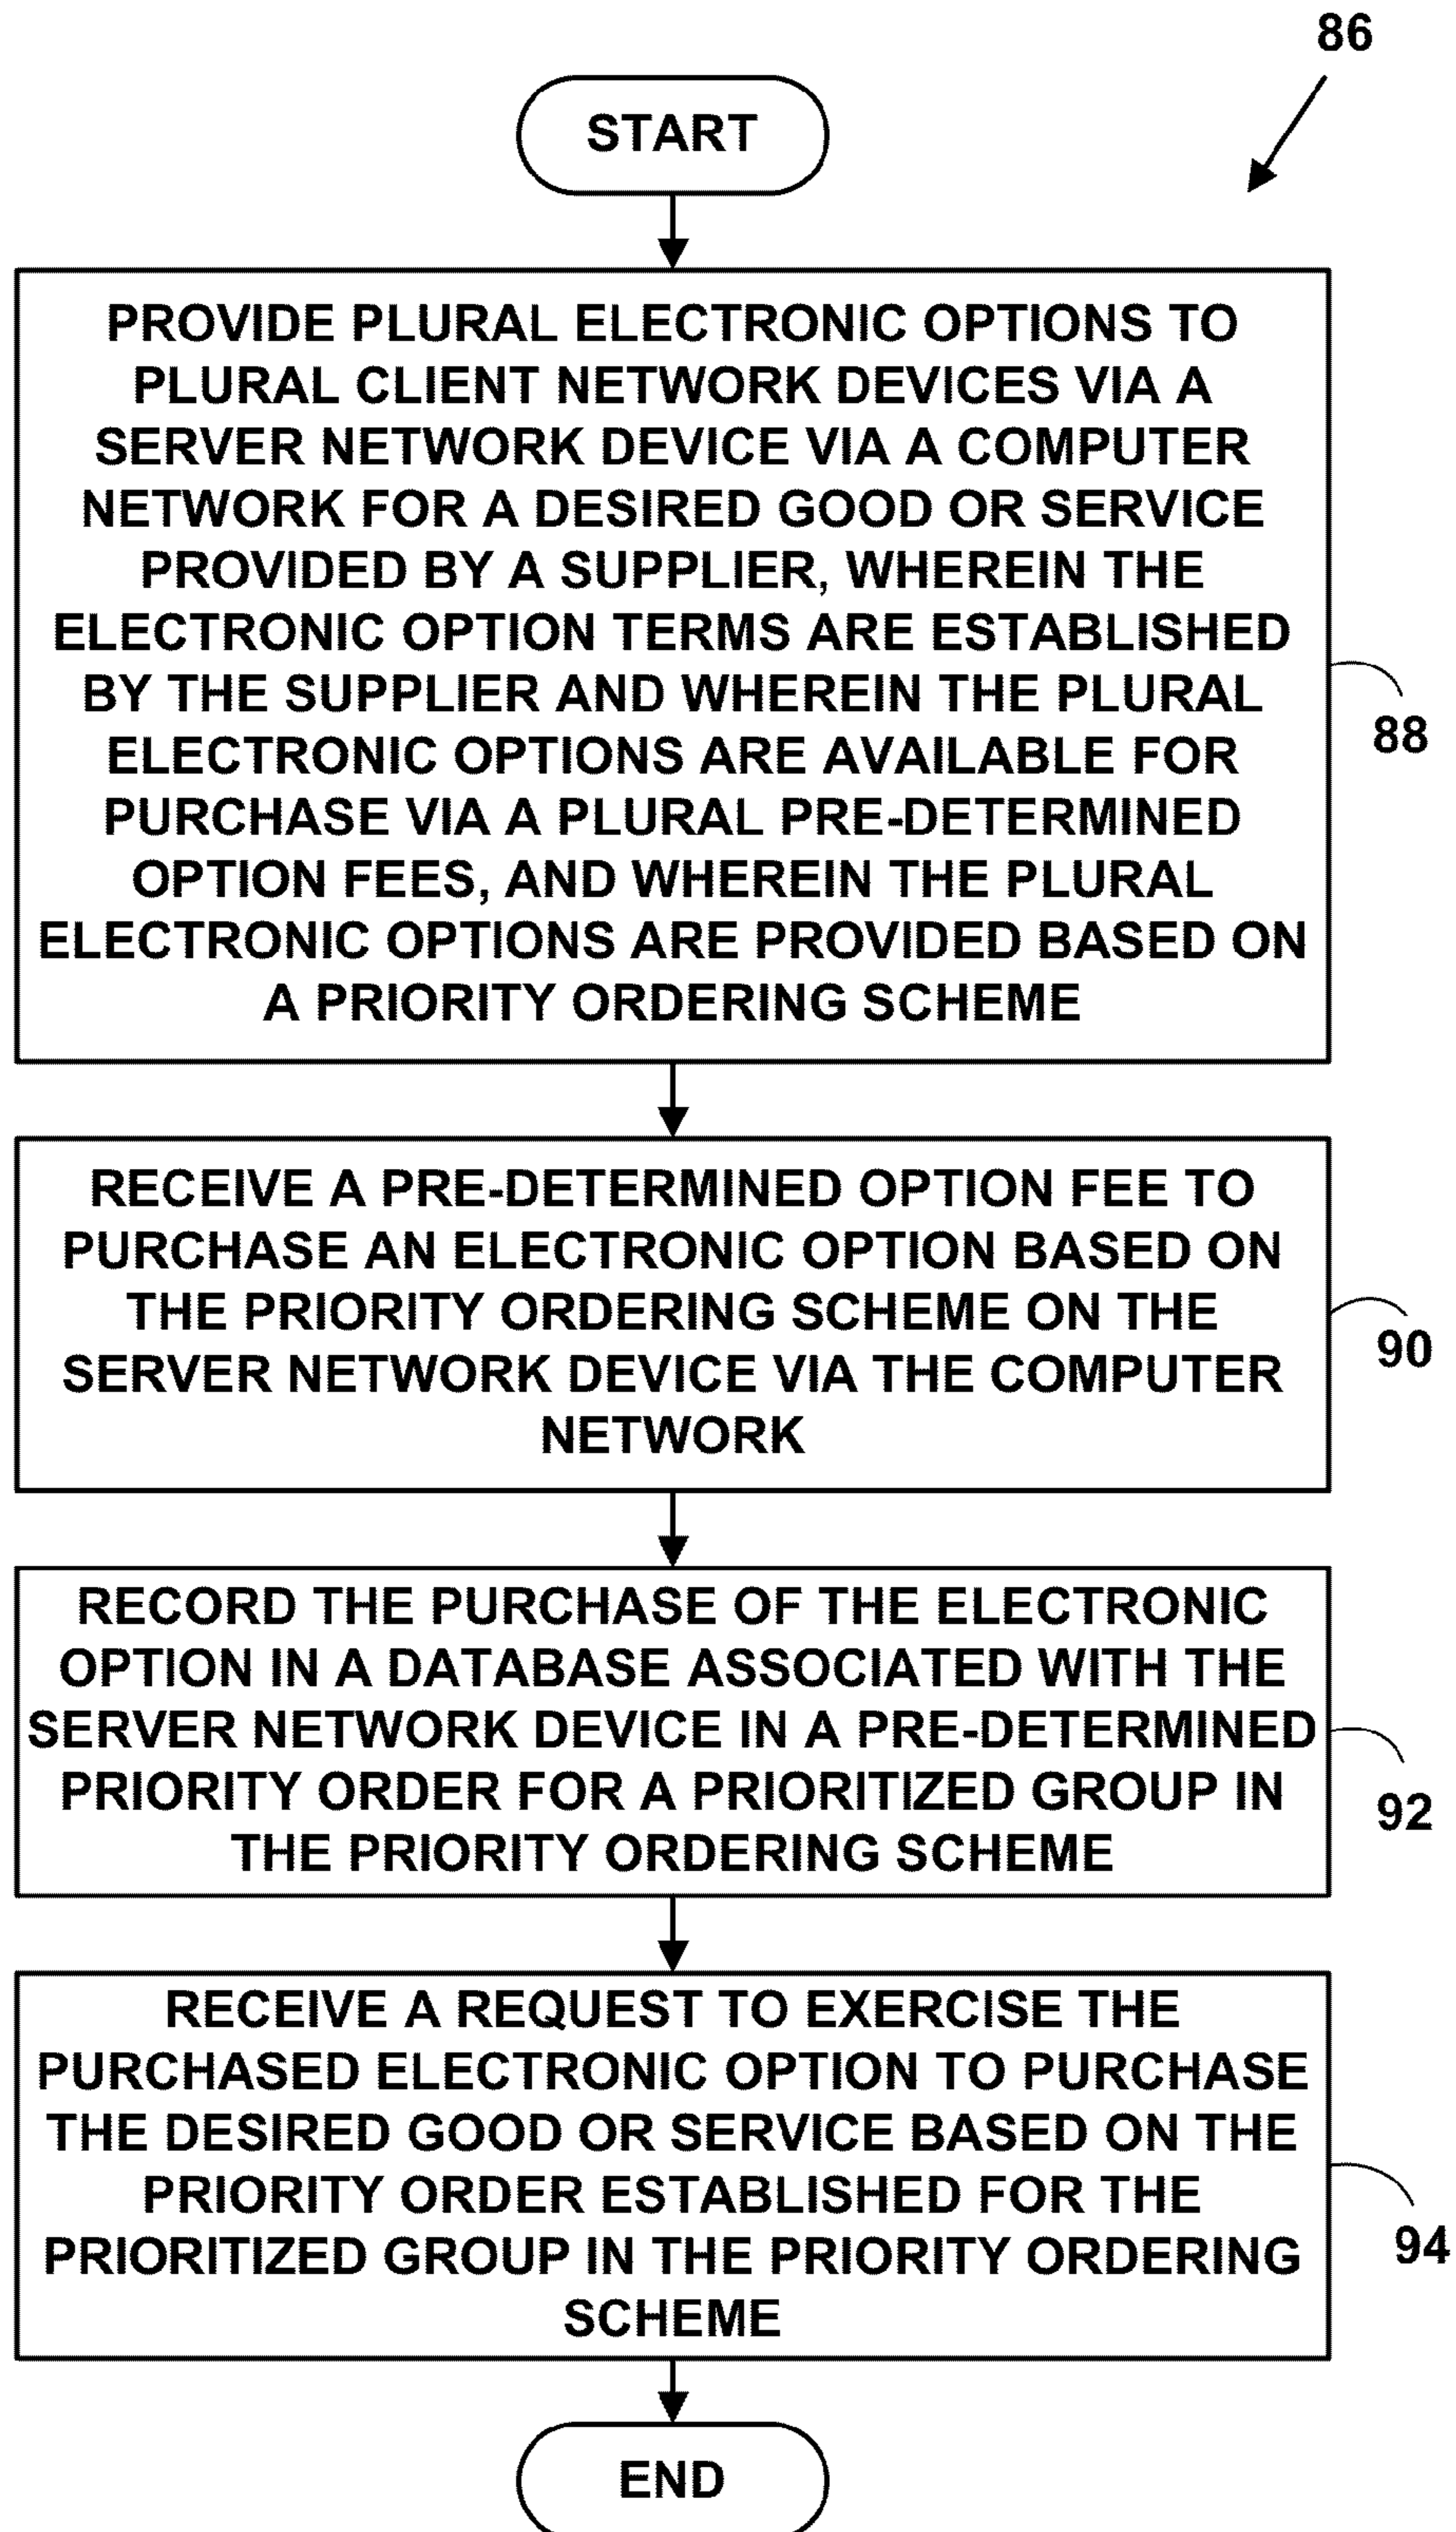 86
START
PROVIDE PLURAL ELECTRONIC OPTIONS TO
PLURAL CLIENT NETWORK DEVICES VIA A
SERVER NETWORK DEVICE VIA A COMPUTER
NETWORK FOR A DESIRED GOOD OR SERVICE
PROVIDED BY A SUPPLIER, WHEREIN THE
ELECTRONIC OPTION TERMS ARE ESTABLISHED
BY THE SUPPLIER AND WHEREIN THE PLURAL
ELECTRONIC OPTIONS ARE AVAILABLE FOR
PURCHASE VIA A PLURAL PRE-DETERMINED
OPTION FEES, AND WHEREIN THE PLURAL
ELECTRONIC OPTIONS ARE PROVIDED BASED ON
A PRIORITY ORDERING SCHEME
88
RECEIVE A PRE-DETERMINED OPTION FEE TO
PURCHASE AN ELECTRONIC OPTION BASED ON
THE PRIORITY ORDERING SCHEME ON THE
SERVER NETWORK DEVICE VIA THE COMPUTER
NETWORK
90
RECORD THE PURCHASE OF THE ELECTRONIC
OPTION IN A DATABASE ASSOCIATED WITH THE
SERVER NETWORK DEVICE IN A PRE-DETERMINED
PRIORITY ORDER FOR A PRIORITIZED GROUP IN
THE PRIORITY ORDERING SCHEME
92
RECEIVE A REQUEST TO EXERCISE THE
PURCHASED ELECTRONIC OPTION TO PURCHASE
THE DESIRED GOOD OR SERVICE BASED ON THE
PRIORITY ORDER ESTABLISHED FOR THE
PRIORITIZED GROUP IN THE PRIORITY ORDERING
SCHEME
94
END